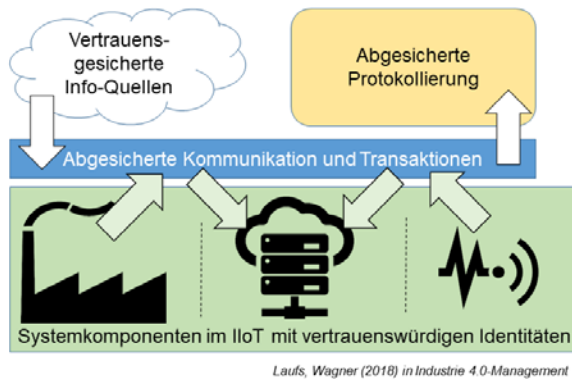 Vertrauens-
gesicherte
Info-Quellen
Abgesicherte
Protokollierung
Abgesicherte Kommunikation und Transaktionen
Systemkomponenten im IIoT mit vertrauenswürdigen Identitäten
Laufs, Wagner (2018) in Industrie 4.0-Management